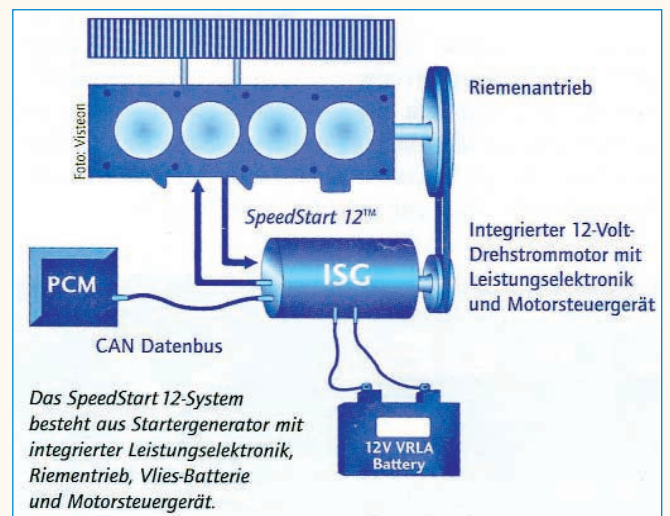 Riemenantrieb
Foto: Visteon
SpeedStart 12™
Integrierter 12-Volt-
Drehstrommotor mit
Leistungselektronik
und Motorsteuergerät
ISG
PCM
CAN Datenbus
12V VRLA
Battery
Das SpeedStart 12-System
besteht aus Startergenerator mit
integrierter Leistungselektronik,
Riementrieb, Vlies-Batterie
und Motorsteuergerät.